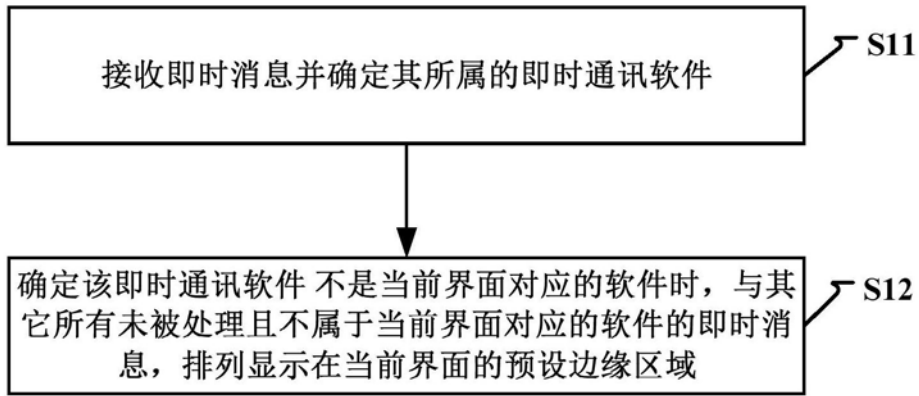 接收即时消息并确定其所属的即时通讯软件
S11
确定该即时通讯软件 不是当前界面对应的软件时，与其
它所有未被处理且不属于当前界面对应的软件的即时消
息，排列显示在当前界面的预设边缘区域
S12